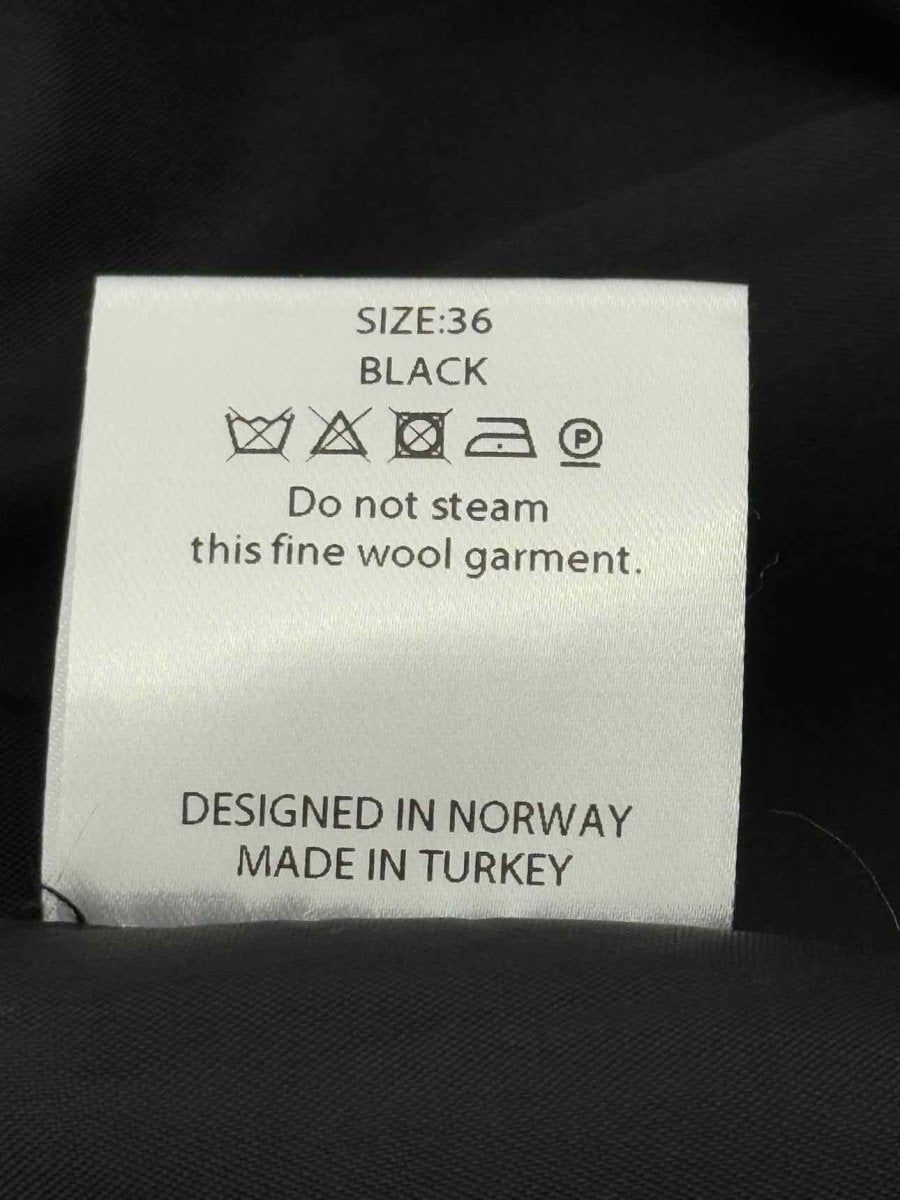 SIZE:36
BLACK
P
Do not steam
this fine wool garment.
DESIGNED IN NORWAY
MADE IN TURKEY